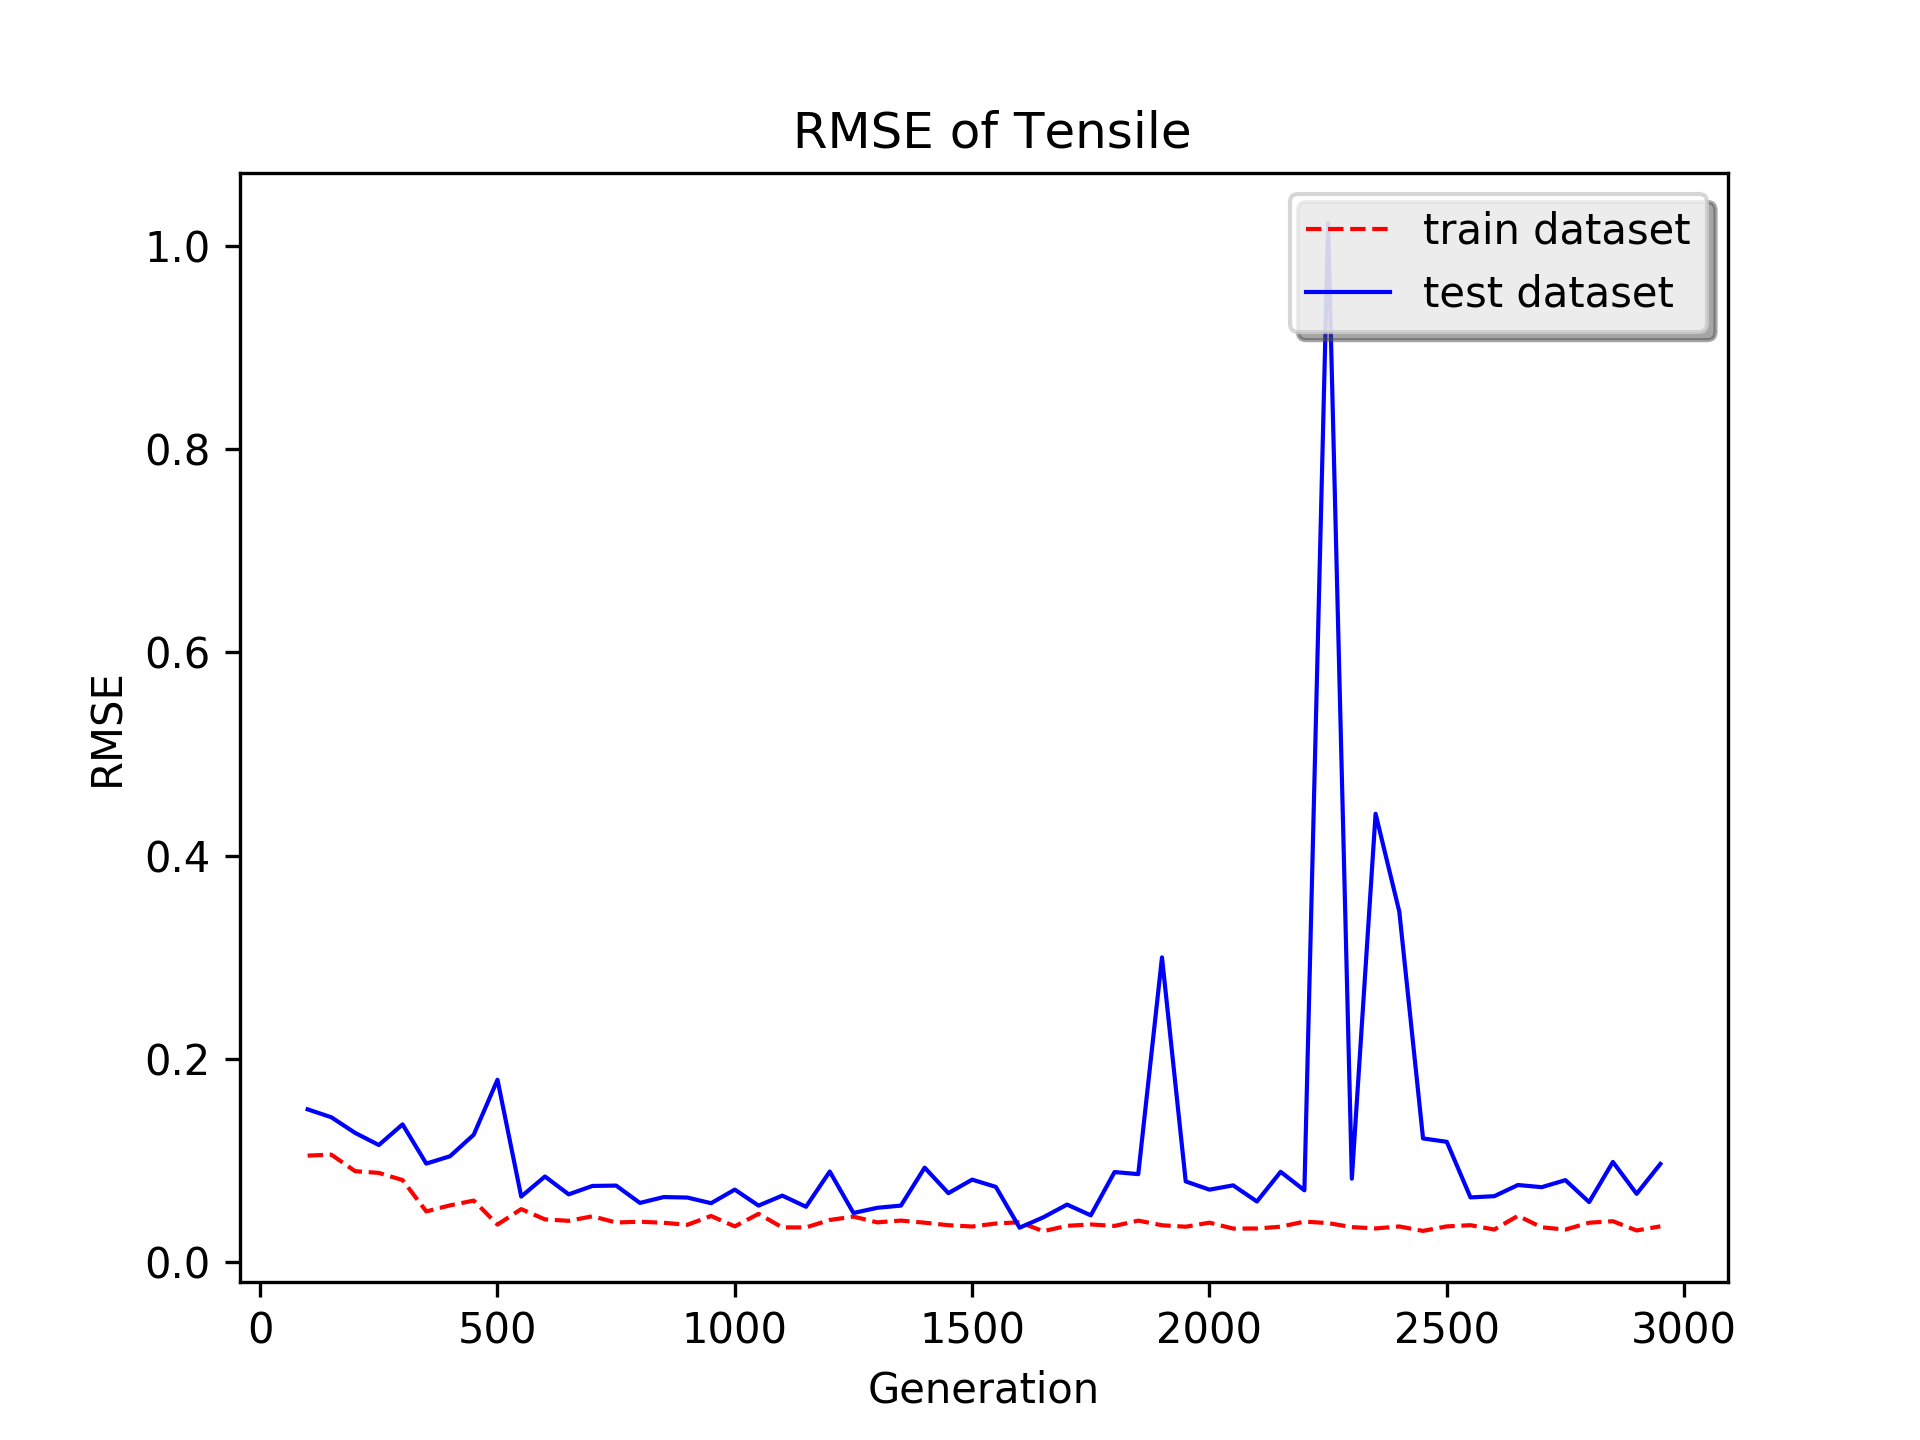 RMSE of Tensile
train dataset
test dataset
1.0
0.8
0.6
0.4
0.2
0.0
RMSE
0 500 1000 1500 2000 2500 3000
Generation